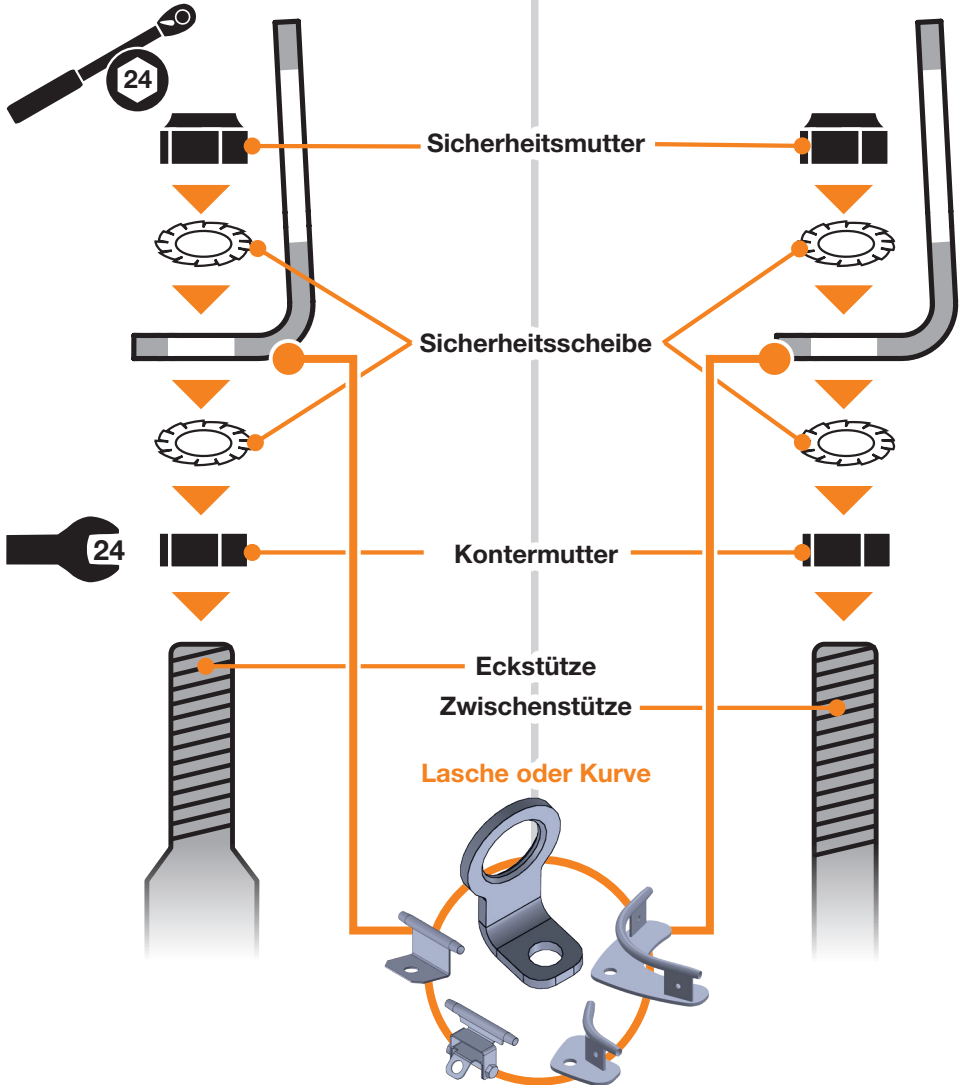 24
Sicherheitsmutter
Sicherheitsscheibe
24
Kontermutter
Eckstütze
Zwischenstütze
Lasche oder Kurve